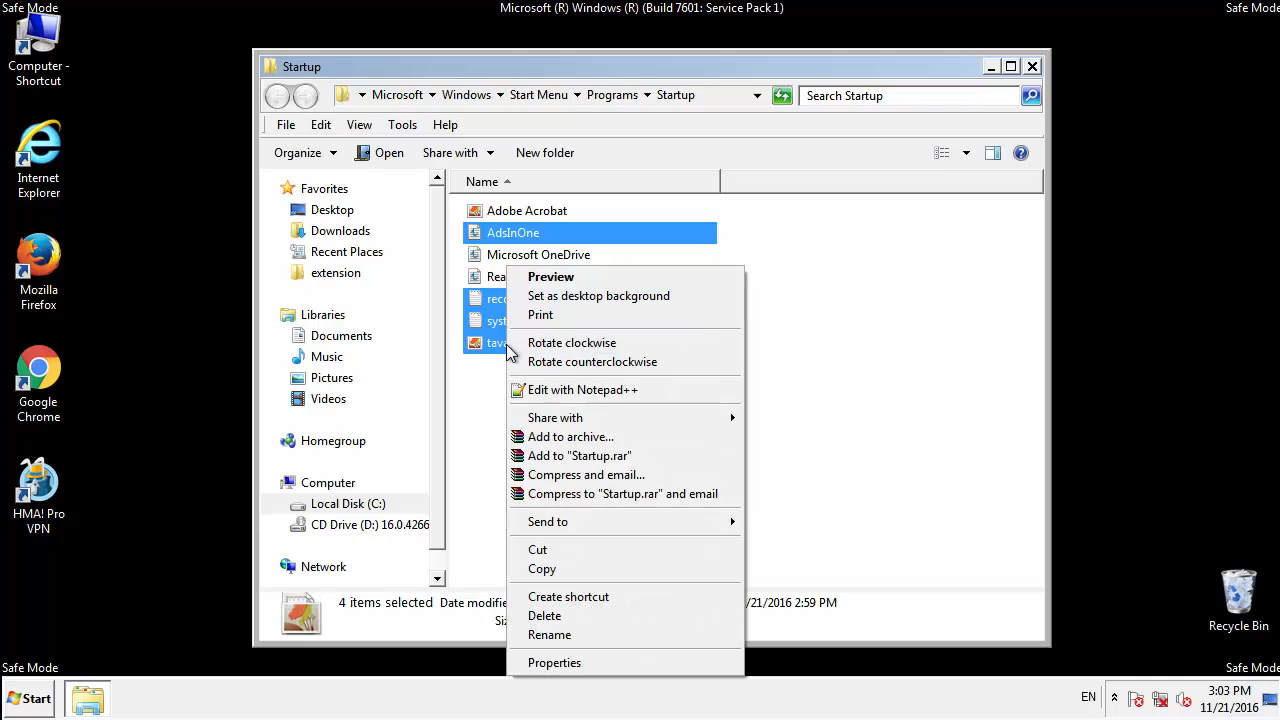 Safe Mode
Microsoft (R) Windows (R) (Build 7601: Service Pack 1)
Safe Mode
Computer -
Shortcut
Internet
Explorer
Mozilla
Firefox
Google
Chrome
HMA! Pro
VPN
Startup
Microsoft
Windows
Start Menu
Programs
Startup
Search Startup
File
Edit
View
Tools
Help
Organize
Open
Share with
New folder
Favorites
Desktop
Downloads
Recent Places
extension
Libraries
Documents
Music
Pictures
Videos
Homegroup
Computer
Local Disk (C:)
CD Drive (D:) 16.0.4266
Network
Name
Adobe Acrobat
AdsInOne
Microsoft OneDrive
Preview
Set as desktop background
Print
Rotate clockwise
Rotate counterclockwise
Edit with Notepad++
Share with
Add to archive...
Add to "Startup.rar"
Compress and email...
Compress to "Startup.rar" and email
Send to
Cut
Copy
Create shortcut
Delete
Rename
Properties
4 items selected
Date modifie
/21/2016 2:59 PM
Recycle Bin
Safe Mode
Safe Mode
Start
EN
3:03 PM
11/21/2016